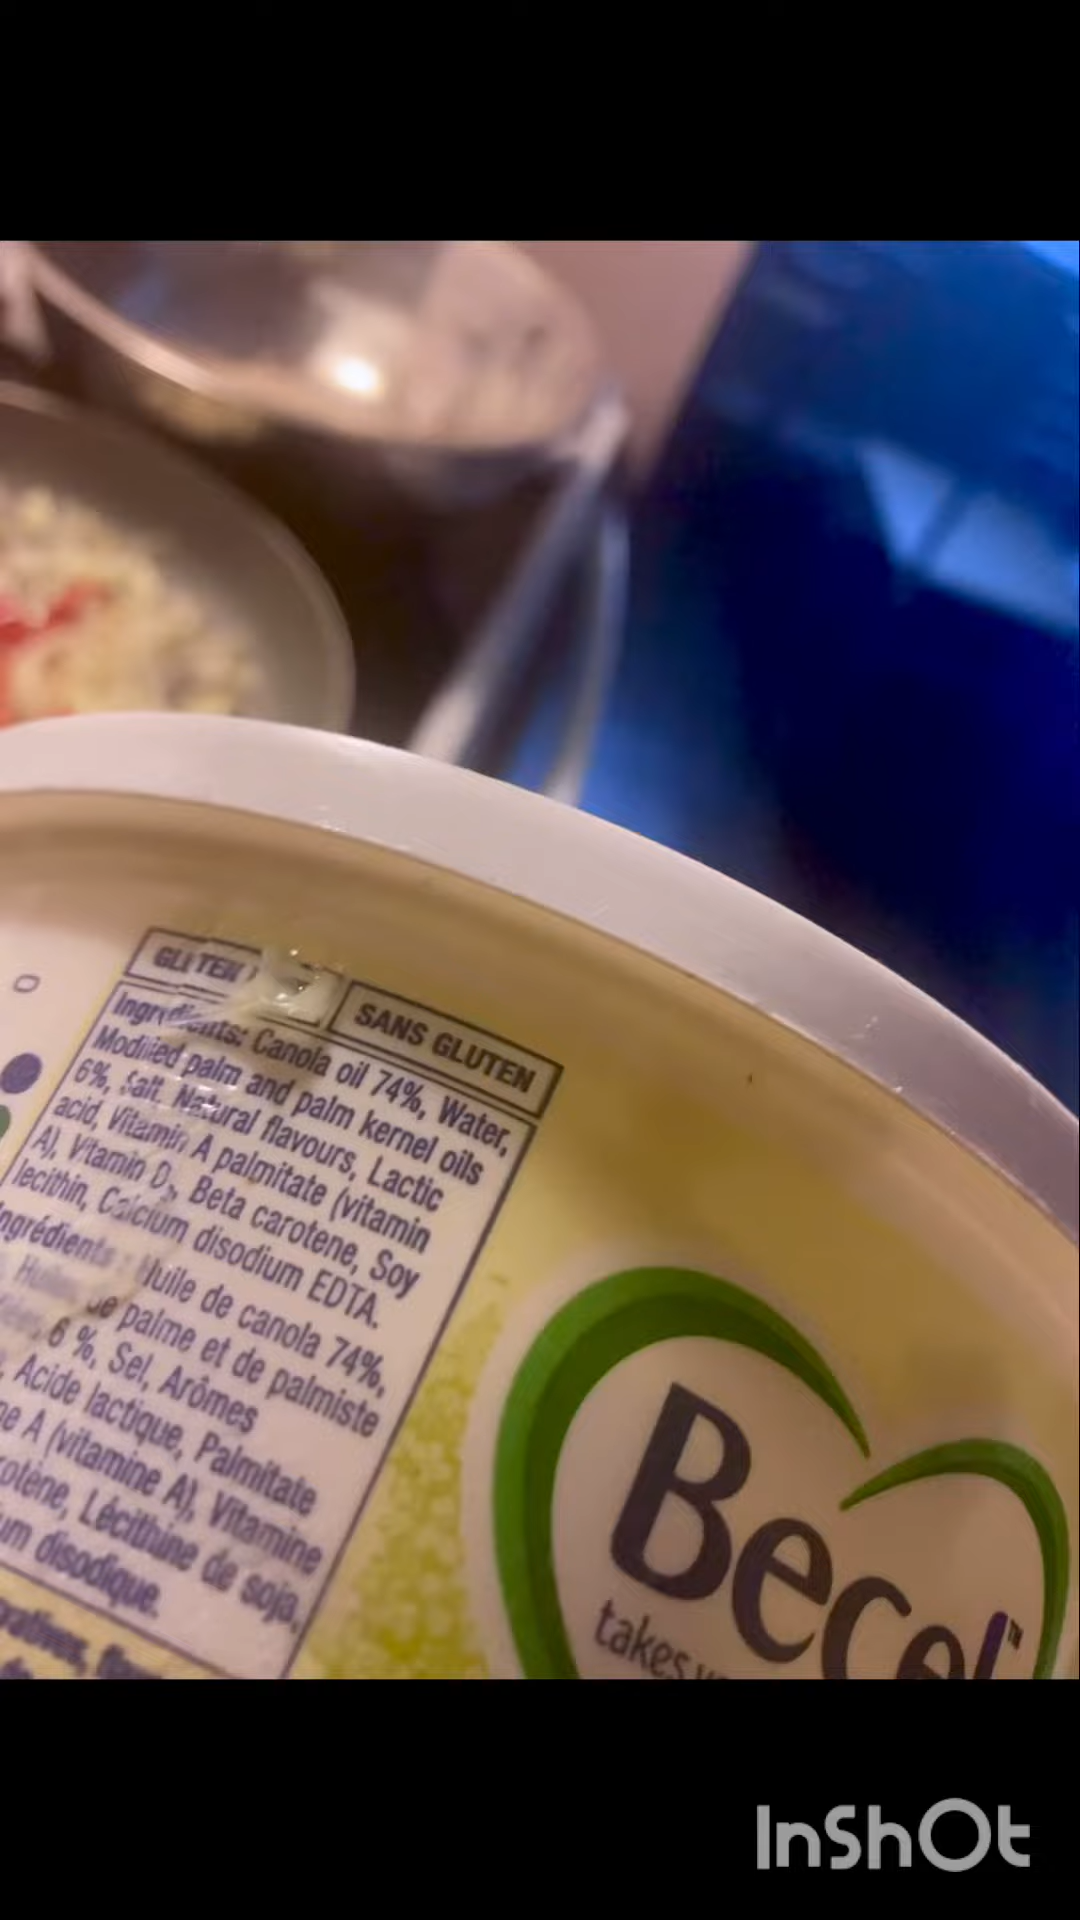 GLUTEN
SANS GLUTEN
Ingredients: Canola oil 74%, Water,
Modified palm and palm kernel oils
6%, Salt, Natural flavours, Lactic
acid, Vitamin A palmitate (vitamin
A), Vitamin D, Beta carotene, Soy
lecithin, Calcium disodium EDTA.
Ingrédients : Huile de canola 74%,
de palme et de palmiste
6 %, Sel, Arômes
Acide lactique, Palmitate
A (vitamine A), Vitamine
Lécithine de soja,
disodique.
Becel™
takes
InShOt